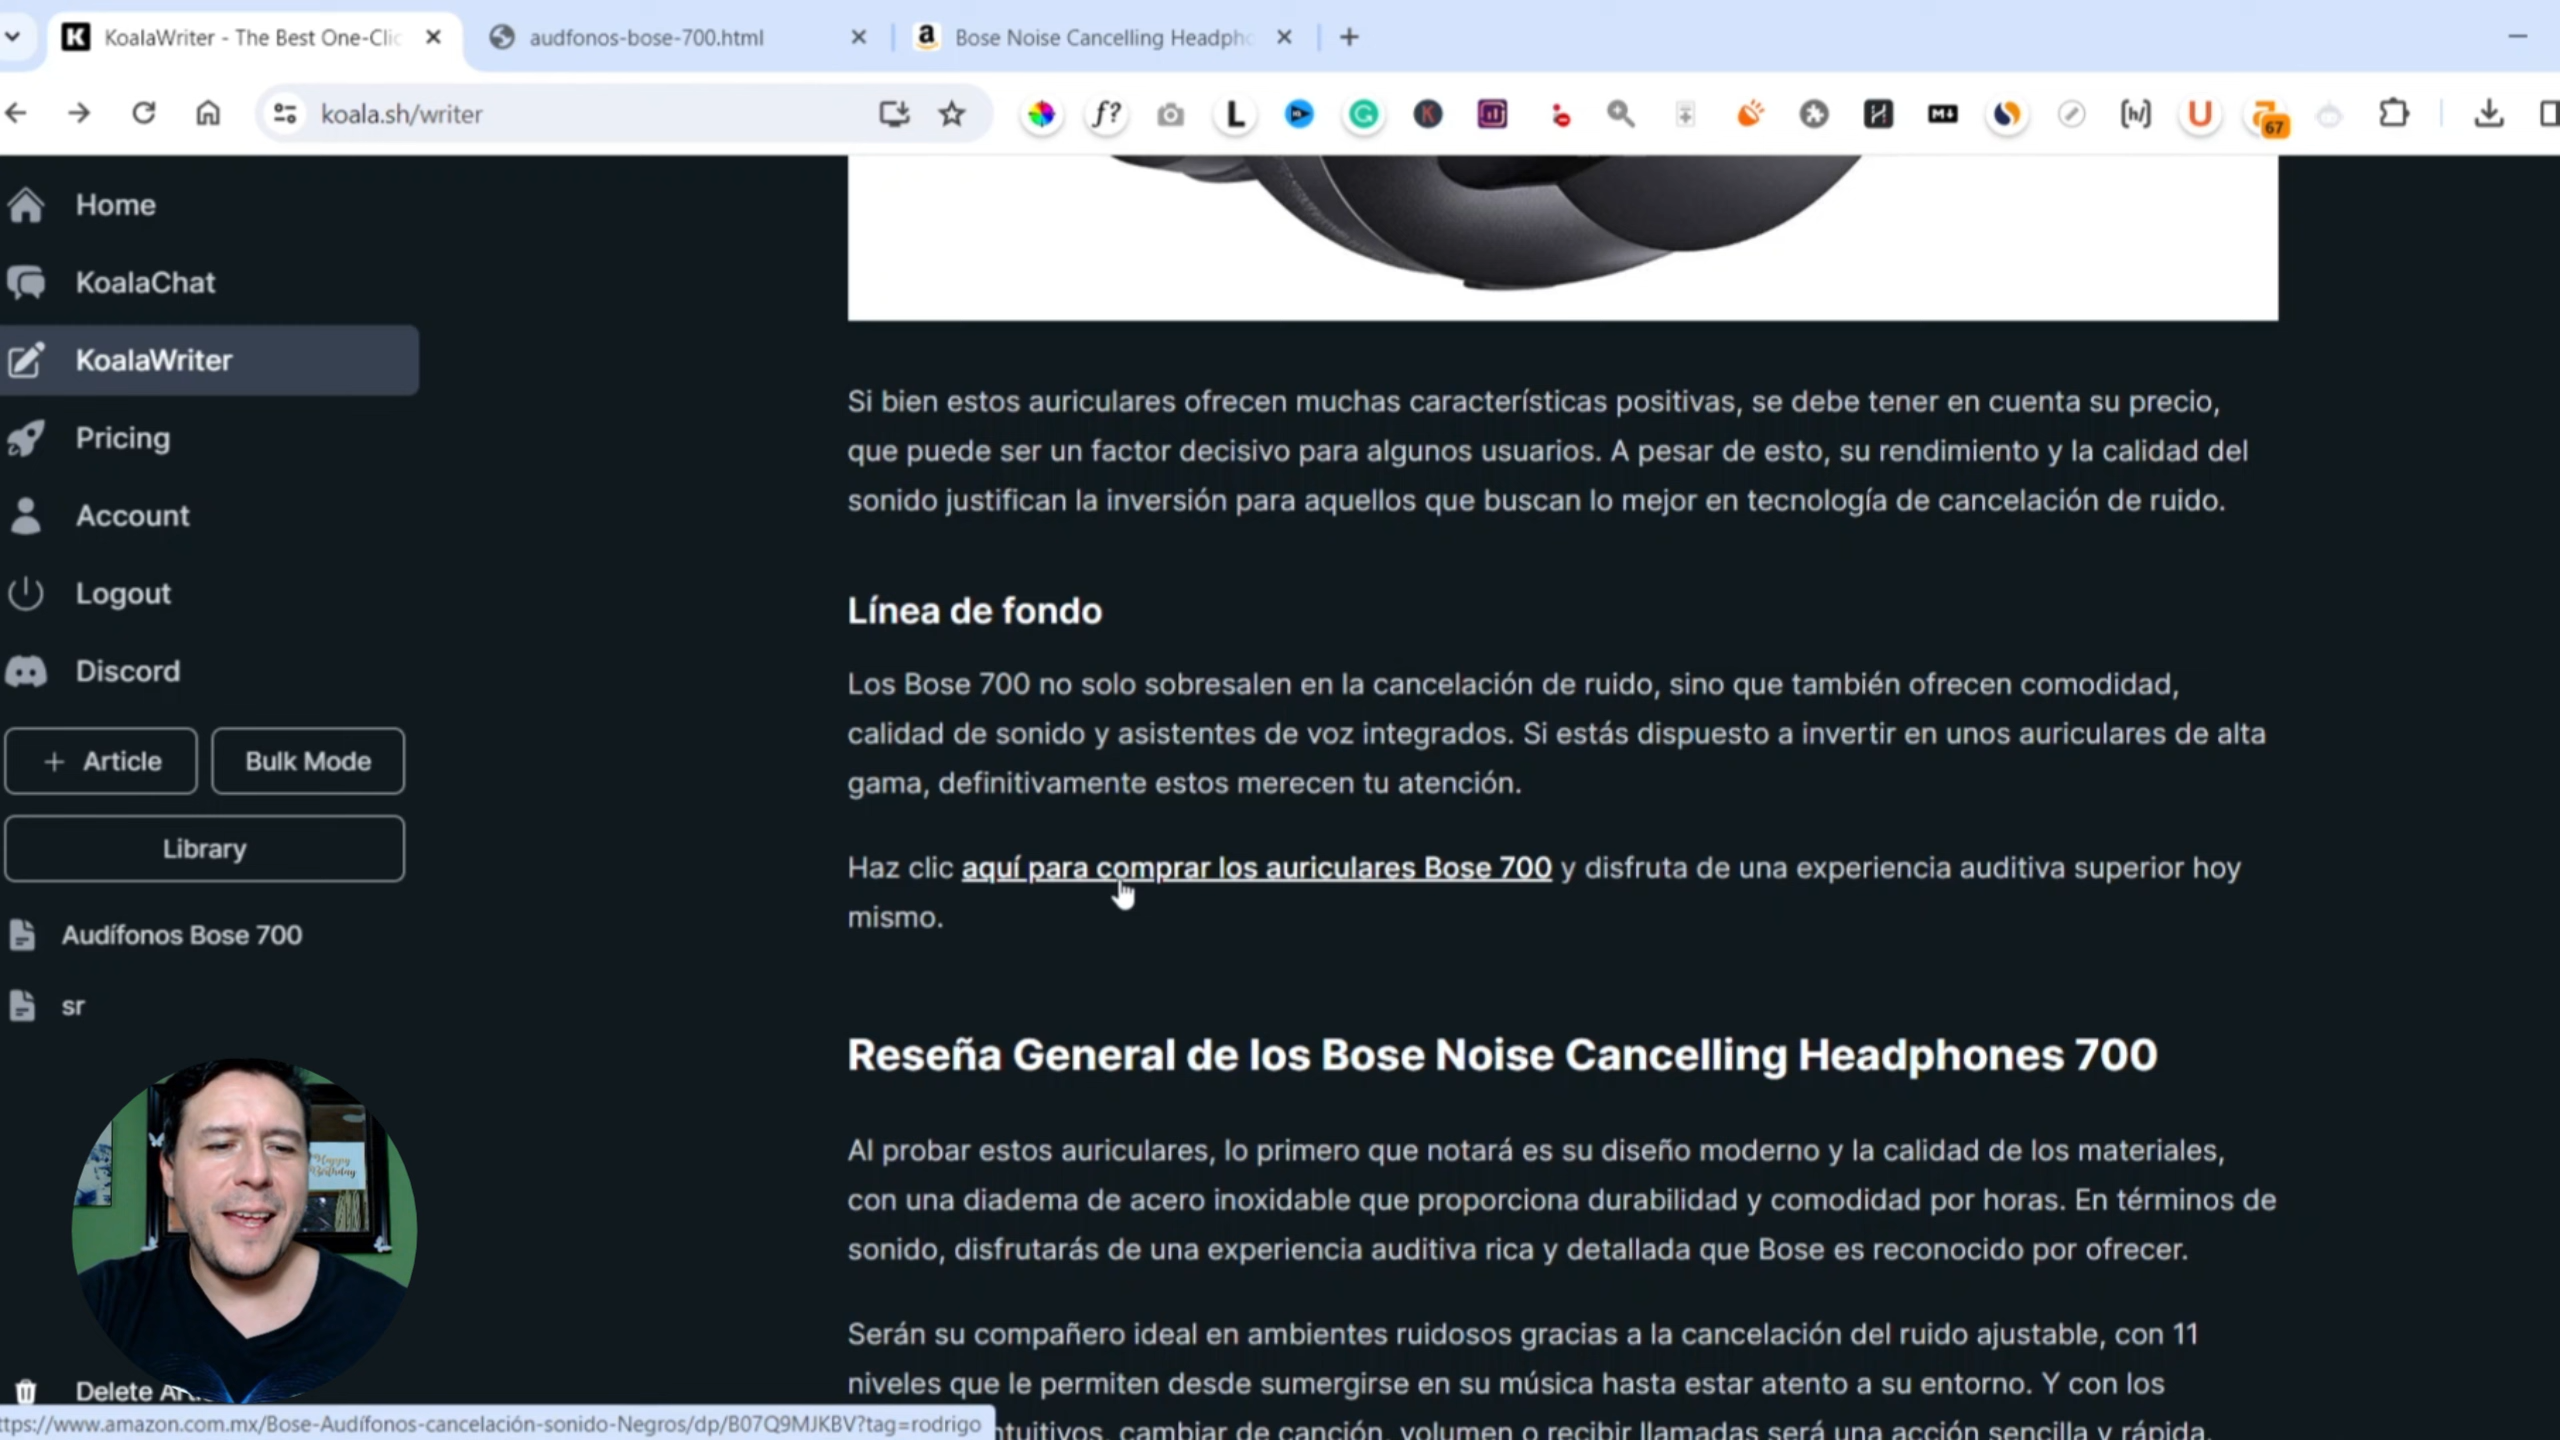 KoalaWriter - The Best One-Clic
audfonos-bose-700.html
Bose Noise Cancelling Headpho
koala.sh/writer
67
Home
KoalaChat
KoalaWriter
Pricing
Account
Logout
Discord
+ Article
Bulk Mode
Library
Audífonos Bose 700
sr
Happy Birthday
Delete
ttps://www.amazon.com.mx/Bose-Audífonos-cancelación-sonido-Negros/dp/B07Q9MJKBV?tag=rodrigo
Si bien estos auriculares ofrecen muchas características positivas, se debe tener en cuenta su precio,
que puede ser un factor decisivo para algunos usuarios. A pesar de esto, su rendimiento y la calidad del
sonido justifican la inversión para aquellos que buscan lo mejor en tecnología de cancelación de ruido.
Línea de fondo
Los Bose 700 no solo sobresalen en la cancelación de ruido, sino que también ofrecen comodidad,
calidad de sonido y asistentes de voz integrados. Si estás dispuesto a invertir en unos auriculares de alta
gama, definitivamente estos merecen tu atención.
Haz clic aquí para comprar los auriculares Bose 700 y disfruta de una experiencia auditiva superior hoy
mismo.
Reseña General de los Bose Noise Cancelling Headphones 700
Al probar estos auriculares, lo primero que notará es su diseño moderno y la calidad de los materiales,
con una diadema de acero inoxidable que proporciona durabilidad y comodidad por horas. En términos de
sonido, disfrutarás de una experiencia auditiva rica y detallada que Bose es reconocido por ofrecer.
Serán su compañero ideal en ambientes ruidosos gracias a la cancelación del ruido ajustable, con 11
niveles que le permiten desde sumergirse en su música hasta estar atento a su entorno. Y con los
ntuitivos, cambiar de canción, volumen o recibir llamadas será una acción sencilla y rápida.